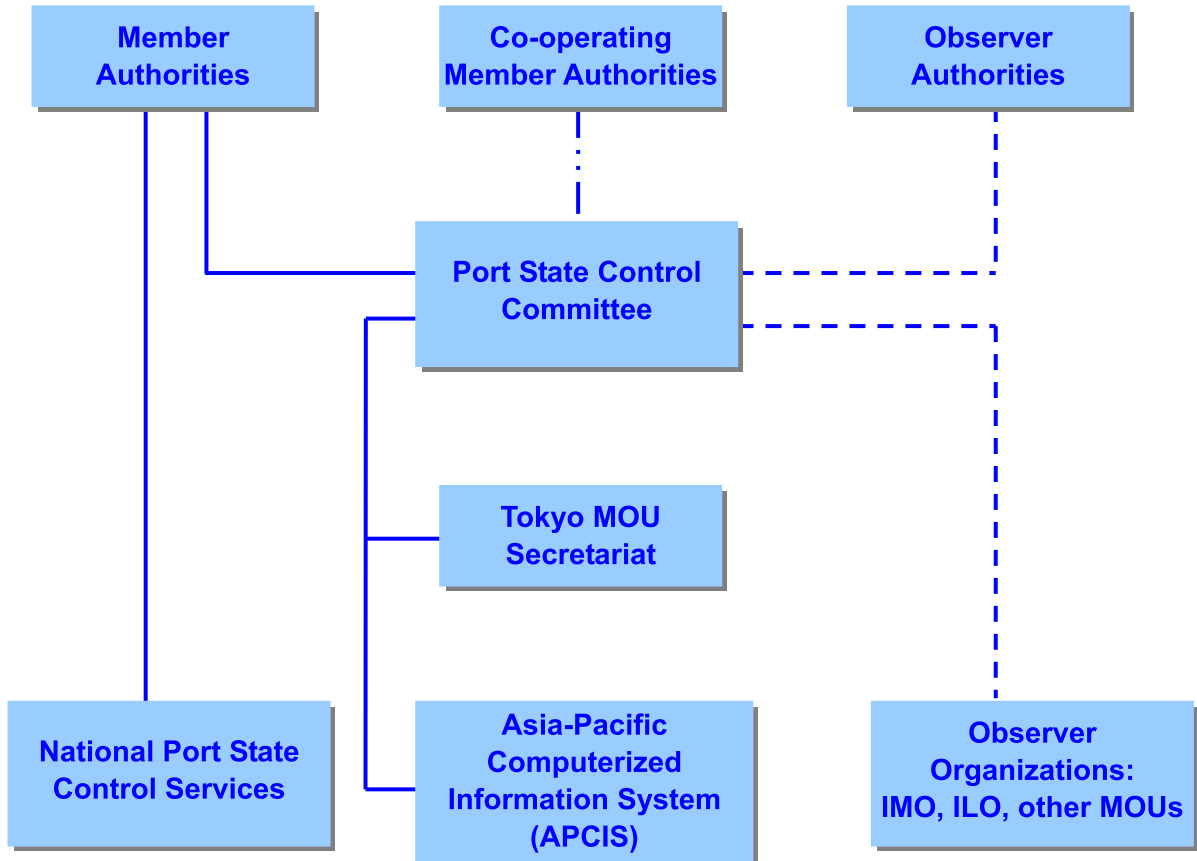 Member
Authorities
Co-operating
Member Authorities
Observer
Authorities
Port State Control
Committee
Tokyo MOU
Secretariat
National Port State
Control Services
Asia-Pacific
Computerized
Information System
(APCIS)
Observer
Organizations:
IMO, ILO, other MOUs